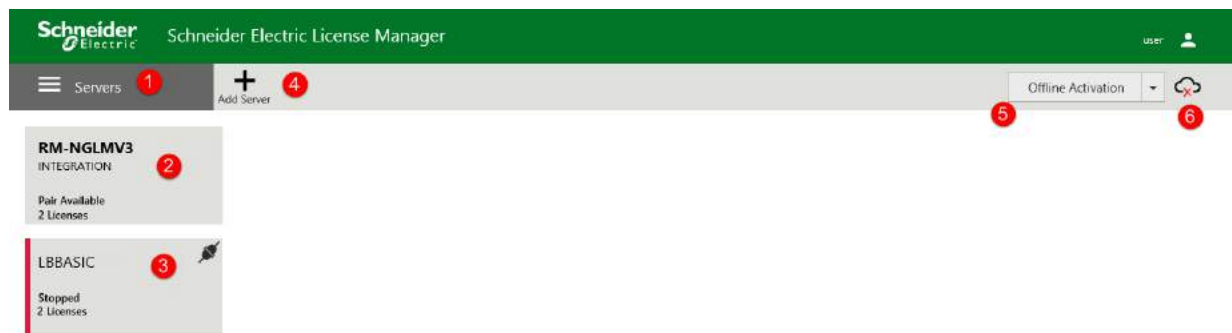 Schneider
Electric
Schneider Electric License Manager
user
Servers
1
Add Server
4
Offline Activation
5
6
RM-NGLMV3
INTEGRATION
2
Pair Available
2 Licenses
LBBASIC
3
Stopped
2 Licenses